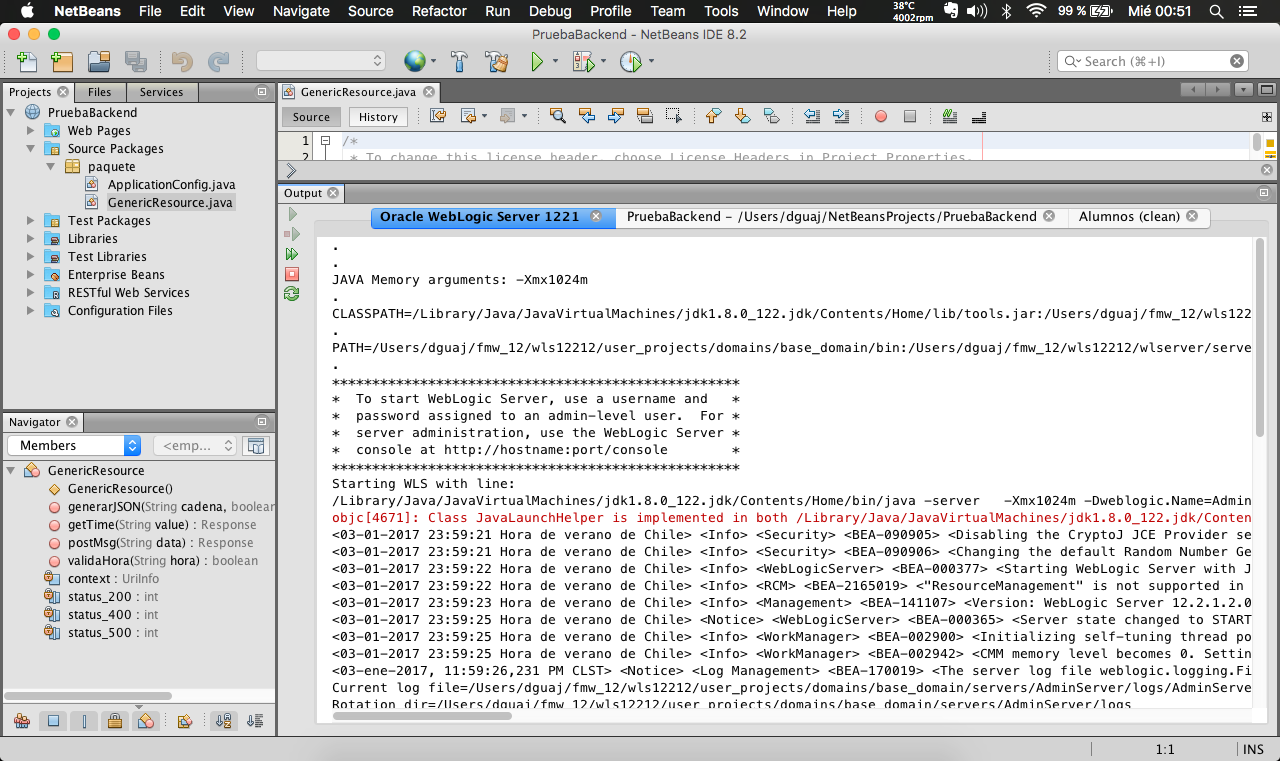 NetBeans File Edit View Navigate Source Refactor Run Debug Profile Team Tools Window Help 38°C 4002rpm 99 % Mié 00:51
PruebaBackend - NetBeans IDE 8.2
Search (⌘+I)
Projects Files Services
GenericResource.java
PruebaBackend
Web Pages
Source Packages
paquete
ApplicationConfig.java
GenericResource.java
Test Packages
Libraries
Test Libraries
Enterprise Beans
RESTful Web Services
Configuration Files
Source History
1 /*
2 * To change this license header, choose License Headers in Project Properties.
Output
Oracle WebLogic Server 1221 PruebaBackend - /Users/dguaj/NetBeansProjects/PruebaBackend Alumnos (clean)
.
.
JAVA Memory arguments: -Xmx1024m
.
CLASSPATH=/Library/Java/JavaVirtualMachines/jdk1.8.0_122.jdk/Contents/Home/lib/tools.jar:/Users/dguaj/fmw_12/wls122
.
PATH=/Users/dguaj/fmw_12/wls12212/user_projects/domains/base_domain/bin:/Users/dguaj/fmw_12/wls12212/wlserver/serve
.
***************************************************
* To start WebLogic Server, use a username and *
* password assigned to an admin-level user. For *
* server administration, use the WebLogic Server *
* console at http://hostname:port/console *
***************************************************
Starting WLS with line:
/Library/Java/JavaVirtualMachines/jdk1.8.0_122.jdk/Contents/Home/bin/java -server -Xmx1024m -Dweblogic.Name=Admin
objc[4671]: Class JavaLaunchHelper is implemented in both /Library/Java/JavaVirtualMachines/jdk1.8.0_122.jdk/Conten
<03-01-2017 23:59:21 Hora de verano de Chile> <Info> <Security> <BEA-090905> <Disabling the CryptoJ JCE Provider se
<03-01-2017 23:59:21 Hora de verano de Chile> <Info> <Security> <BEA-090906> <Changing the default Random Number Ge
<03-01-2017 23:59:22 Hora de verano de Chile> <Info> <WebLogicServer> <BEA-000377> <Starting WebLogic Server with J
<03-01-2017 23:59:22 Hora de verano de Chile> <Info> <RCM> <BEA-2165019> <"ResourceManagement" is not supported in
<03-01-2017 23:59:23 Hora de verano de Chile> <Info> <Management> <BEA-141107> <Version: WebLogic Server 12.2.1.2.0
<03-01-2017 23:59:25 Hora de verano de Chile> <Notice> <WebLogicServer> <BEA-000365> <Server state changed to START
<03-01-2017 23:59:25 Hora de verano de Chile> <Info> <WorkManager> <BEA-002900> <Initializing self-tuning thread po
<03-01-2017 23:59:25 Hora de verano de Chile> <Info> <WorkManager> <BEA-002942> <CMM memory level becomes 0. Settin
<03-ene-2017, 11:59:26,231 PM CLST> <Notice> <Log Management> <BEA-170019> <The server log file weblogic.logging.Fi
Current log file=/Users/dguaj/fmw_12/wls12212/user_projects/domains/base_domain/servers/AdminServer/logs/AdminServe
Rotation dir=/Users/dguaj/fmw_12/wls12212/user_projects/domains/base_domain/servers/AdminServer/logs
Navigator
Members <emp...
GenericResource
GenericResource()
generarJSON(String cadena, boolean
getTime(String value) : Response
postMsg(String data) : Response
validaHora(String hora) : boolean
context : UriInfo
status_200 : int
status_400 : int
status_500 : int
1:1 INS